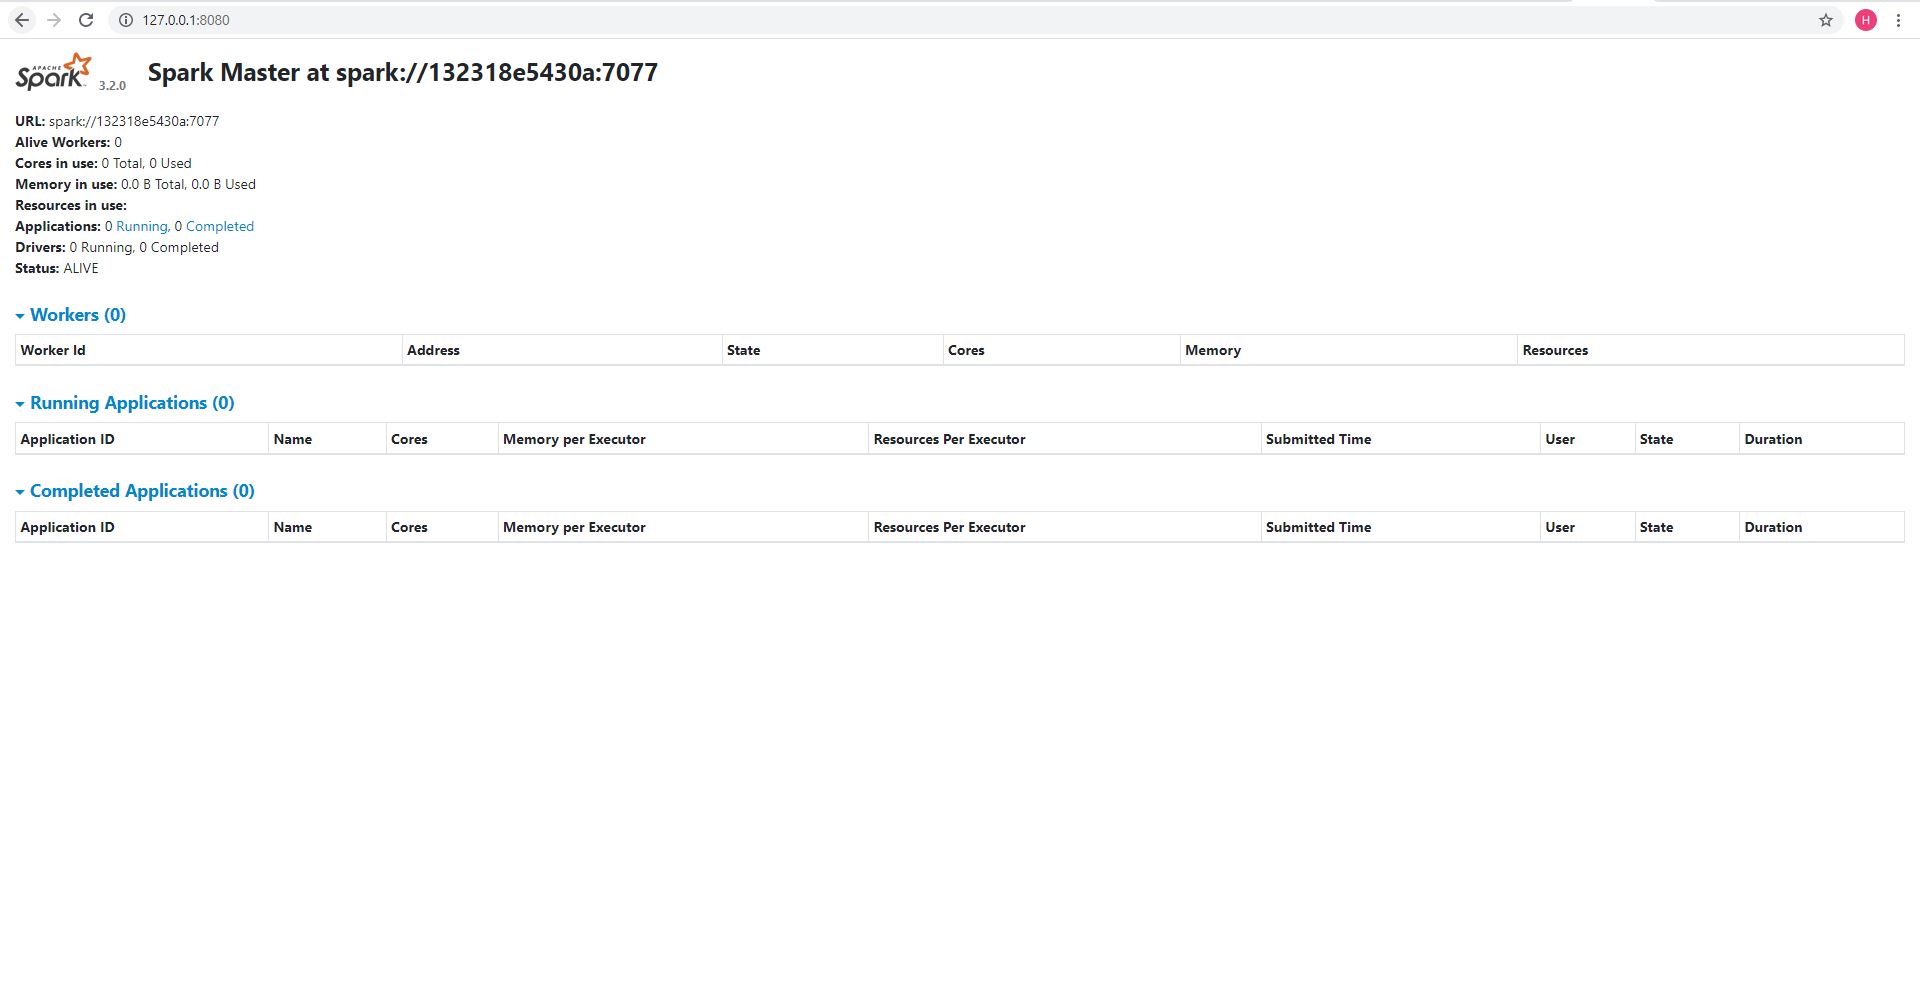 127.0.0.1:8080
H
APACHE Spark™ 3.2.0 Spark Master at spark://132318e5430a:7077
URL: spark://132318e5430a:7077
Alive Workers: 0
Cores in use: 0 Total, 0 Used
Memory in use: 0.0 B Total, 0.0 B Used
Resources in use:
Applications: 0 Running, 0 Completed
Drivers: 0 Running, 0 Completed
Status: ALIVE
Workers (0)
Worker Id Address State Cores Memory Resources
Running Applications (0)
Application ID Name Cores Memory per Executor Resources Per Executor Submitted Time User State Duration
Completed Applications (0)
Application ID Name Cores Memory per Executor Resources Per Executor Submitted Time User State Duration